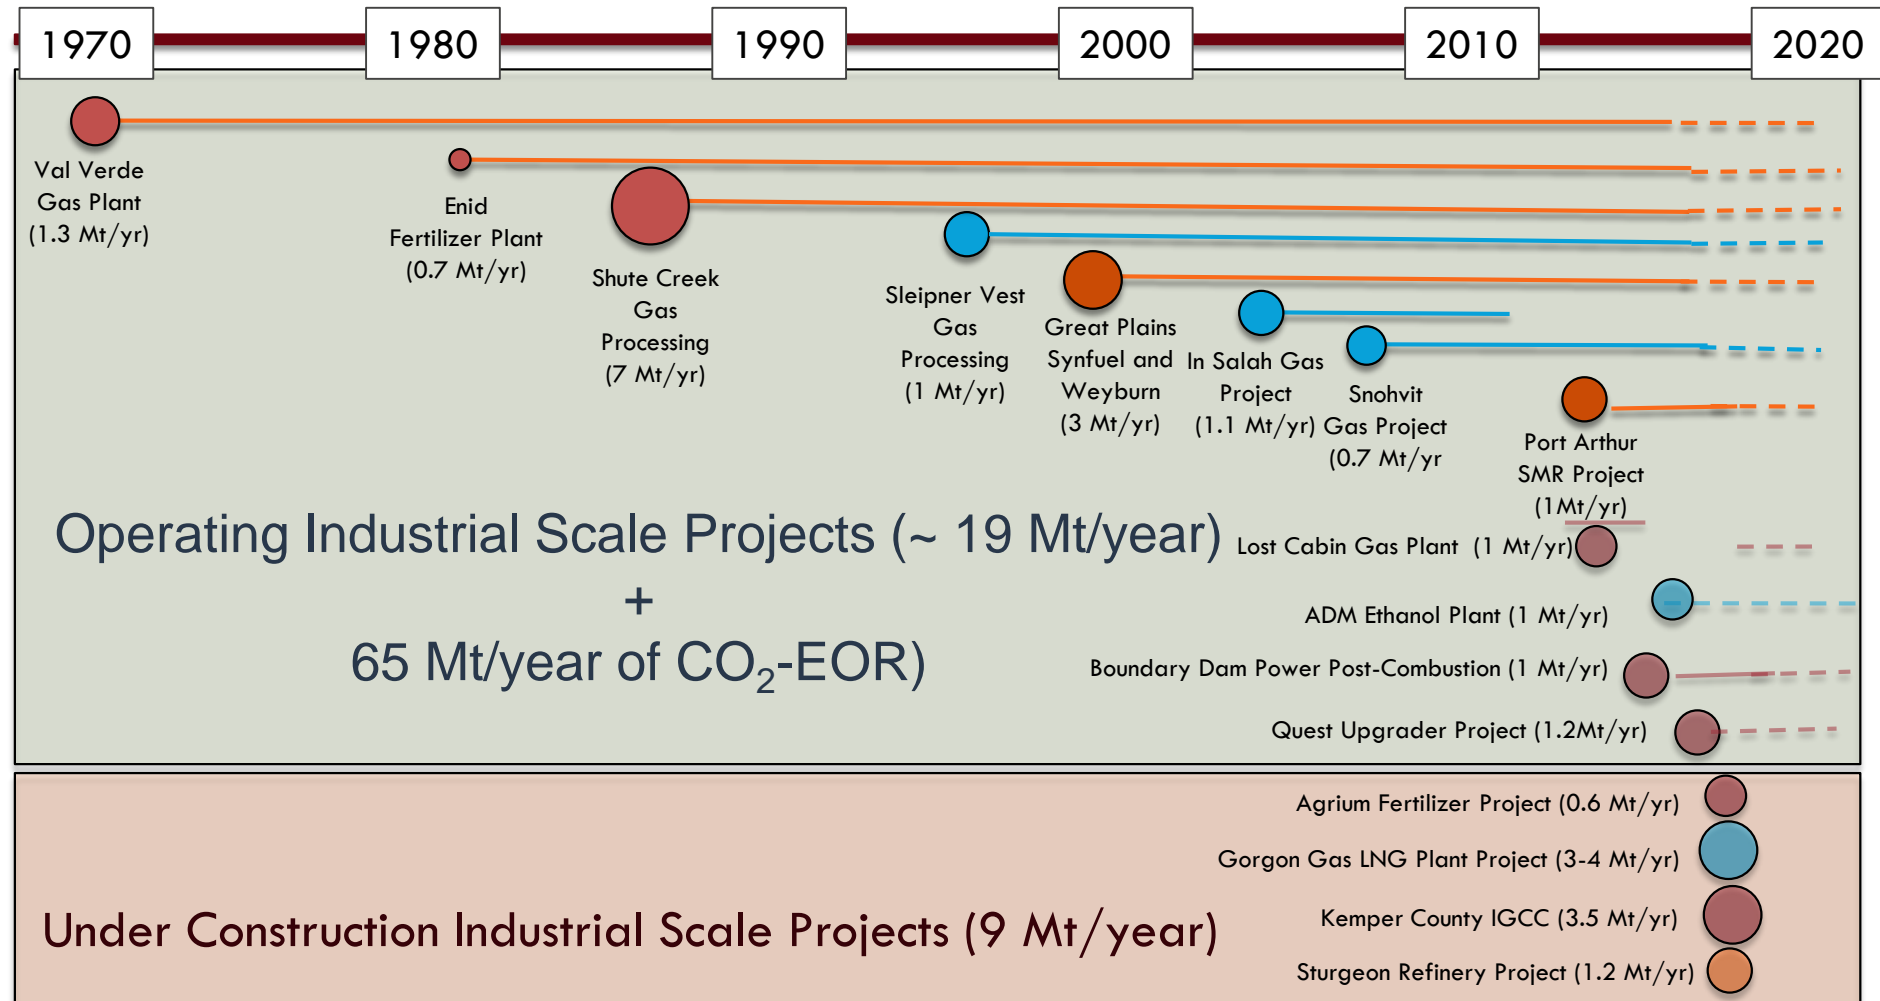 1970
1980
1990
2000
2010
2020
Val Verde
Gas Plant
(1.3 Mt/yr)
Enid
Fertilizer Plant
(0.7 Mt/yr)
Shute Creek
Gas
Processing
(7 Mt/yr)
Sleipner Vest
Gas
Processing
(1 Mt/yr)
Great Plains
Synfuel and
Weyburn
(3 Mt/yr)
In Salah Gas
Project
(1.1 Mt/yr)
Snohvit
Gas Project
(0.7 Mt/yr
Port Arthur
SMR Project
(1Mt/yr)
Operating Industrial Scale Projects (~ 19 Mt/year)
+
65 Mt/year of CO₂-EOR)
Lost Cabin Gas Plant (1 Mt/yr)
ADM Ethanol Plant (1 Mt/yr)
Boundary Dam Power Post-Combustion (1 Mt/yr)
Quest Upgrader Project (1.2Mt/yr)
Agrium Fertilizer Project (0.6 Mt/yr)
Gorgon Gas LNG Plant Project (3-4 Mt/yr)
Kemper County IGCC (3.5 Mt/yr)
Sturgeon Refinery Project (1.2 Mt/yr)
Under Construction Industrial Scale Projects (9 Mt/year)